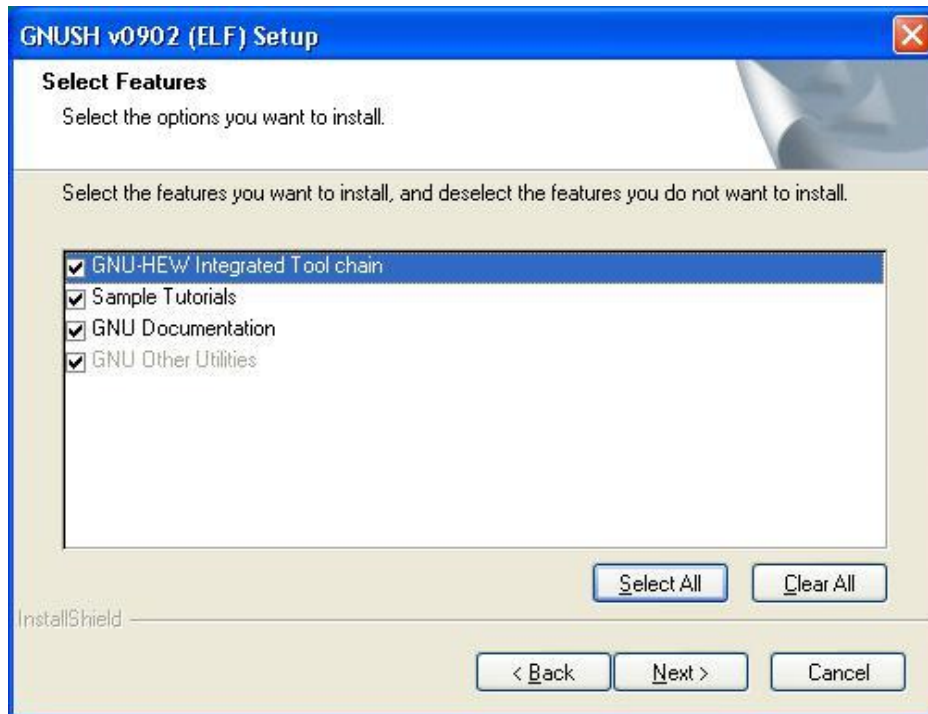 GNUSH v0902 (ELF) Setup
Select Features
Select the options you want to install.
Select the features you want to install, and deselect the features you do not want to install.
GNU-HEW Integrated Tool chain
Sample Tutorials
GNU Documentation
GNU Other Utilities
Select All
Clear All
InstallShield
< Back
Next >
Cancel